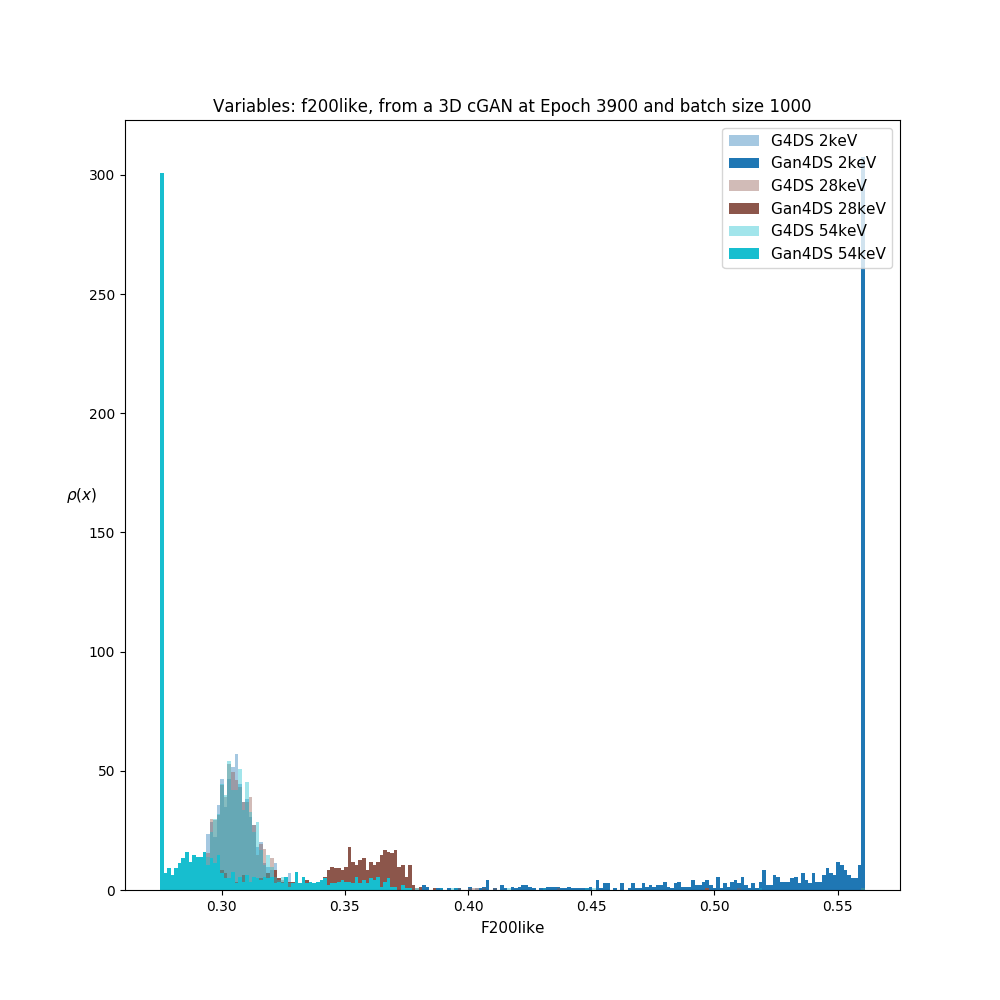 Variables: f200like, from a 3D cGAN at Epoch 3900 and batch size 1000
G4DS 2keV
Gan4DS 2keV
G4DS 28keV
Gan4DS 28keV
G4DS 54keV
Gan4DS 54keV
300
250
200
150
100
50
0
ρ(x)
0.30 0.35 0.40 0.45 0.50 0.55
F200like